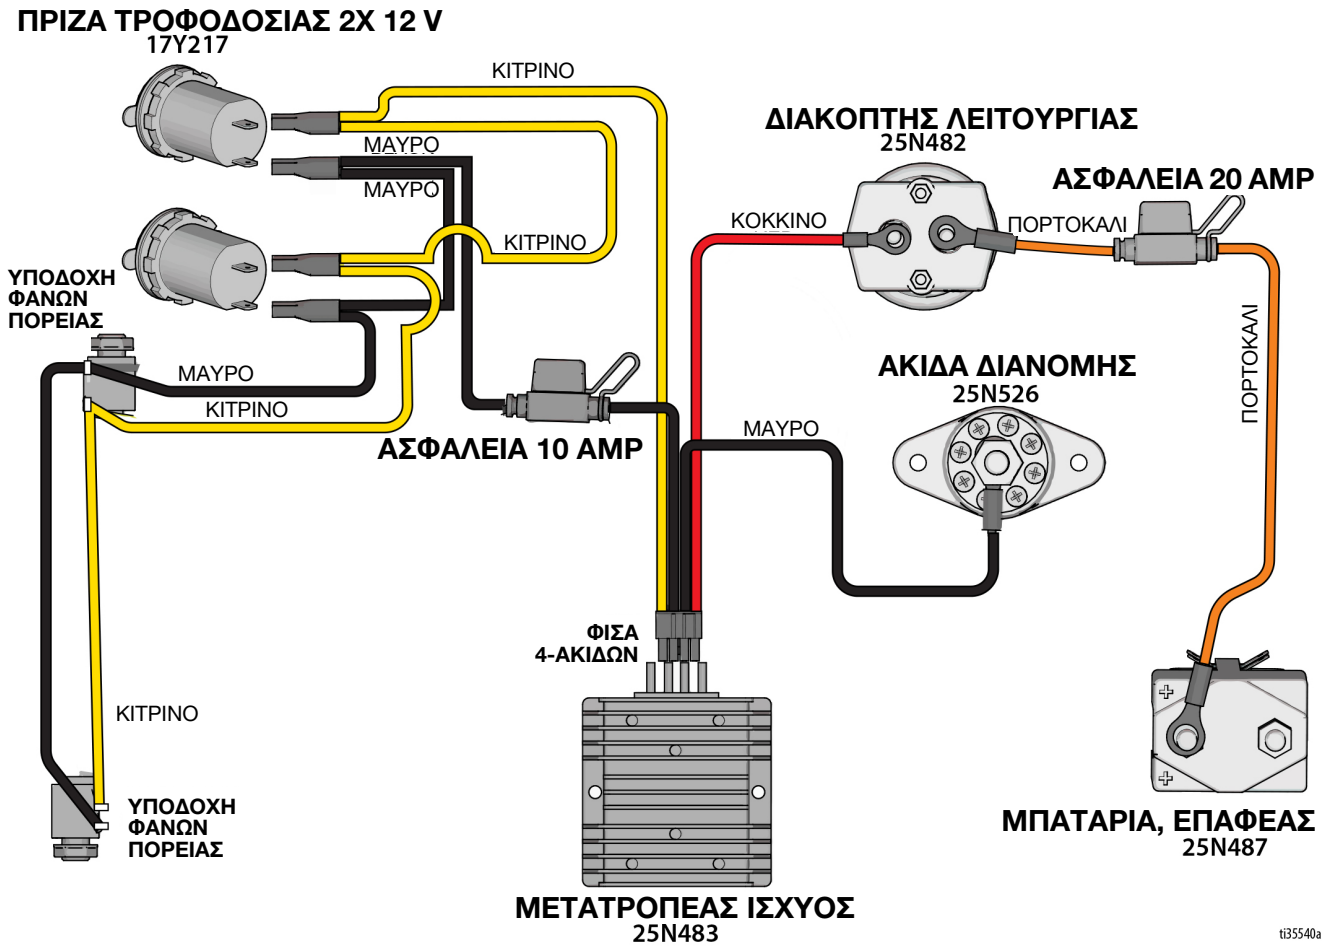 ΠΡΙΖΑ ΤΡΟΦΟΔΟΣΙΑΣ 2X 12 V
17Y217
ΚΙΤΡΙΝΟ
ΜΑΥΡΟ
ΜΑΥΡΟ
ΚΙΤΡΙΝΟ
ΔΙΑΚΟΠΤΗΣ ΛΕΙΤΟΥΡΓΙΑΣ
25N482
ΑΣΦΑΛΕΙΑ 20 AMP
ΚΟΚΚΙΝΟ
ΠΟΡΤΟΚΑΛΙ
ΠΟΡΤΟΚΑΛΙ
ΥΠΟΔΟΧΗ
ΦΑΝΩΝ
ΠΟΡΕΙΑΣ
ΜΑΥΡΟ
ΚΙΤΡΙΝΟ
ΑΣΦΑΛΕΙΑ 10 AMP
ΑΚΙΔΑ ΔΙΑΝΟΜΗΣ
25N526
ΜΑΥΡΟ
ΦΙΣΑ
4-ΑΚΙΔΩΝ
ΚΙΤΡΙΝΟ
ΥΠΟΔΟΧΗ
ΦΑΝΩΝ
ΠΟΡΕΙΑΣ
ΜΠΑΤΑΡΙΑ, ΕΠΑΦΕΑΣ
25N487
ΜΕΤΑΤΡΟΠΕΑΣ ΙΣΧΥΟΣ
25N483
ti35540a